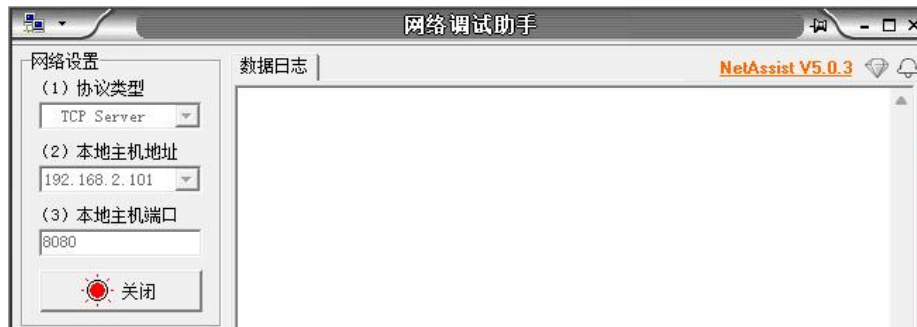 网络调试助手
网络设置
数据日志
NetAssist V5.0.3
(1) 协议类型
TCP Server
(2) 本地主机地址
192.168.2.101
(3) 本地主机端口
8080
关闭